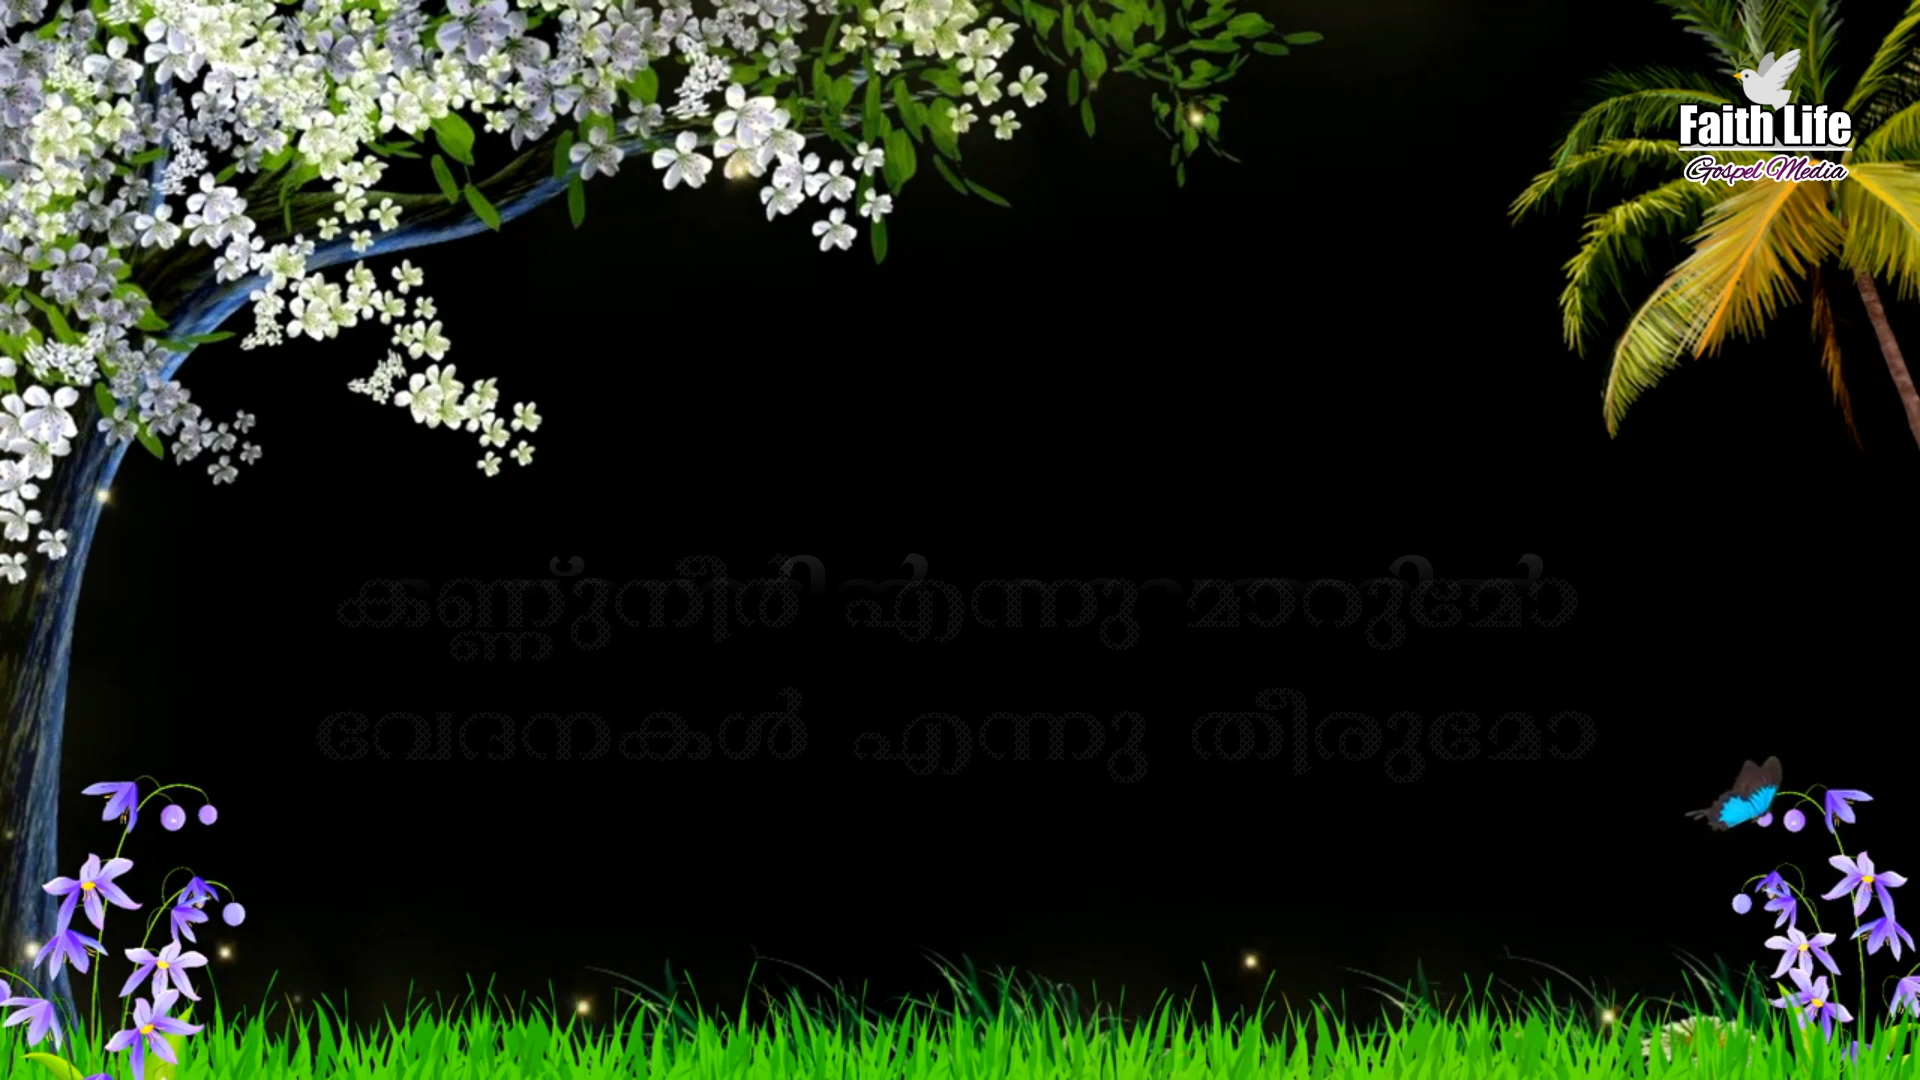 Faith Life
Gospel Media
കണ്ണുനീർ എന്നു മാറുമോ
വേദനകൾ എന്നു തീരുമോ